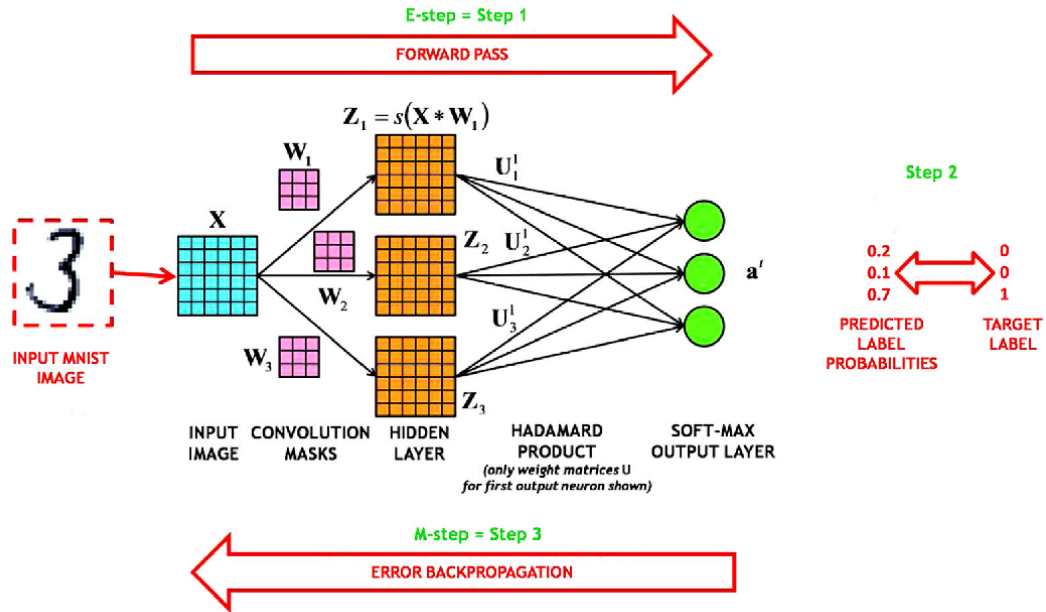 E-step = Step 1
FORWARD PASS
Z₁ = s(X * W₁)
W₁
U₁¹
Step 2
X
Z₂
U₂¹
3
0.2 0
0.1 0
0.7 1
aᵗ
W₂
U₃¹
W₃
Z₃
INPUT MNIST
IMAGE
PREDICTED
LABEL
PROBABILITIES
TARGET
LABEL
INPUT
IMAGE
CONVOLUTION
MASKS
HIDDEN
LAYER
HADAMARD
PRODUCT
(only weight matrices U
for first output neuron shown)
SOFT-MAX
OUTPUT LAYER
M-step = Step 3
ERROR BACKPROPAGATION